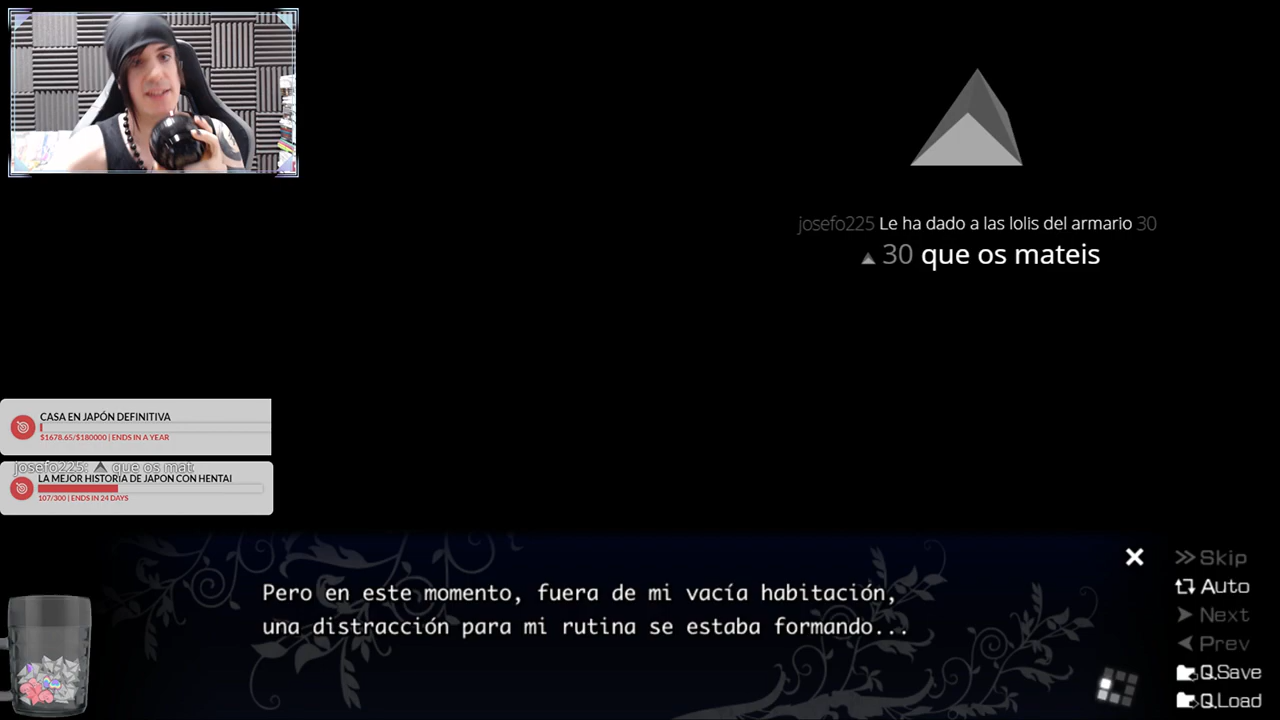 josefo225 Le ha dado a las lolis del armario 30
30 que os mateis
CASA EN JAPÓN DEFINITIVA
$1678.65/$180000 | ENDS IN A YEAR
josefo225: que os mat
LA MEJOR HISTORIA DE JAPON CON HENTAI
107/300 | ENDS IN 24 DAYS
Pero en este momento, fuera de mi vacía habitación,
una distracción para mi rutina se estaba formando...
Skip
Auto
Next
Prev
Q.Save
Q.Load